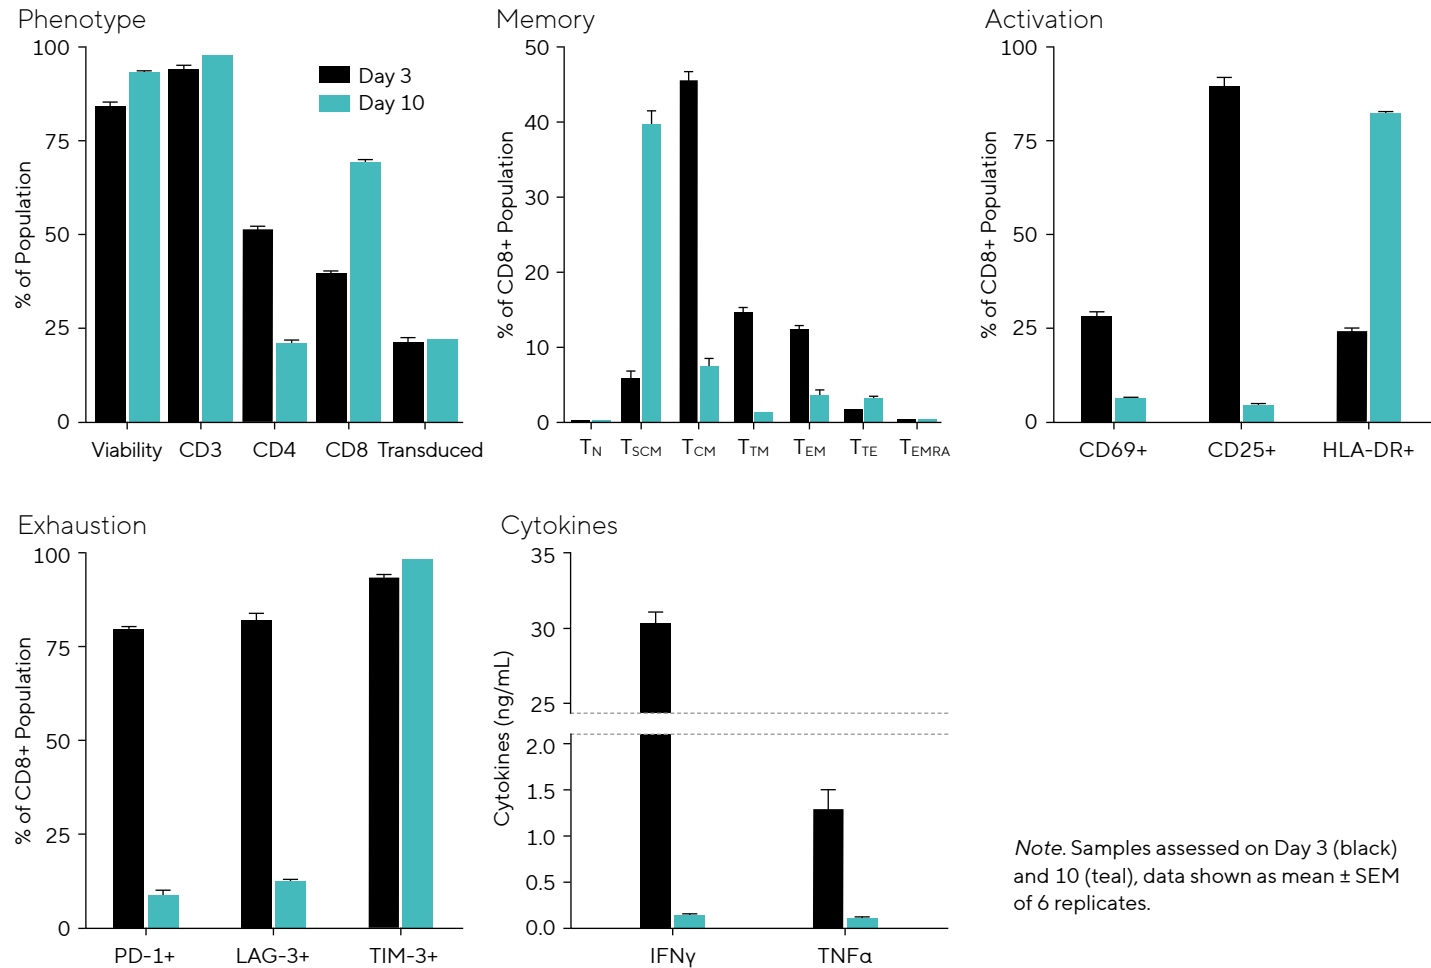 Phenotype
% of Population
100
75
50
25
0
Day 3
Day 10
Viability CD3 CD4 CD8 Transduced
Memory
% of CD8+ Population
50
40
30
20
10
0
TN TSCM TCM TTM TEM TTE TEMRA
Activation
% of CD8+ Population
100
75
50
25
0
CD69+ CD25+ HLA-DR+
Exhaustion
% of CD8+ Population
100
75
50
25
0
PD-1+ LAG-3+ TIM-3+
Cytokines
Cytokines (ng/mL)
35
30
25
2.0
1.5
1.0
0.5
0.0
IFNγ TNFα
Note. Samples assessed on Day 3 (black)
and 10 (teal), data shown as mean ± SEM
of 6 replicates.